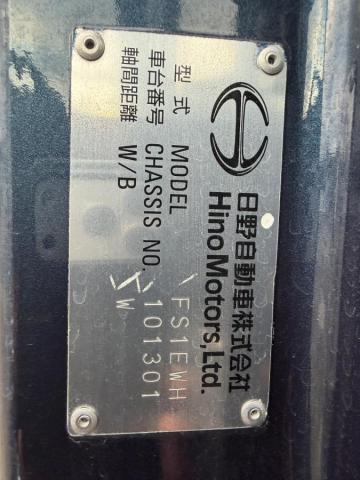 日野自動車株式会社
Hino Motors, Ltd.
型式 MODEL FS1EWH
車台番号 CHASSIS NO. 101301
軸間距離 W/B W